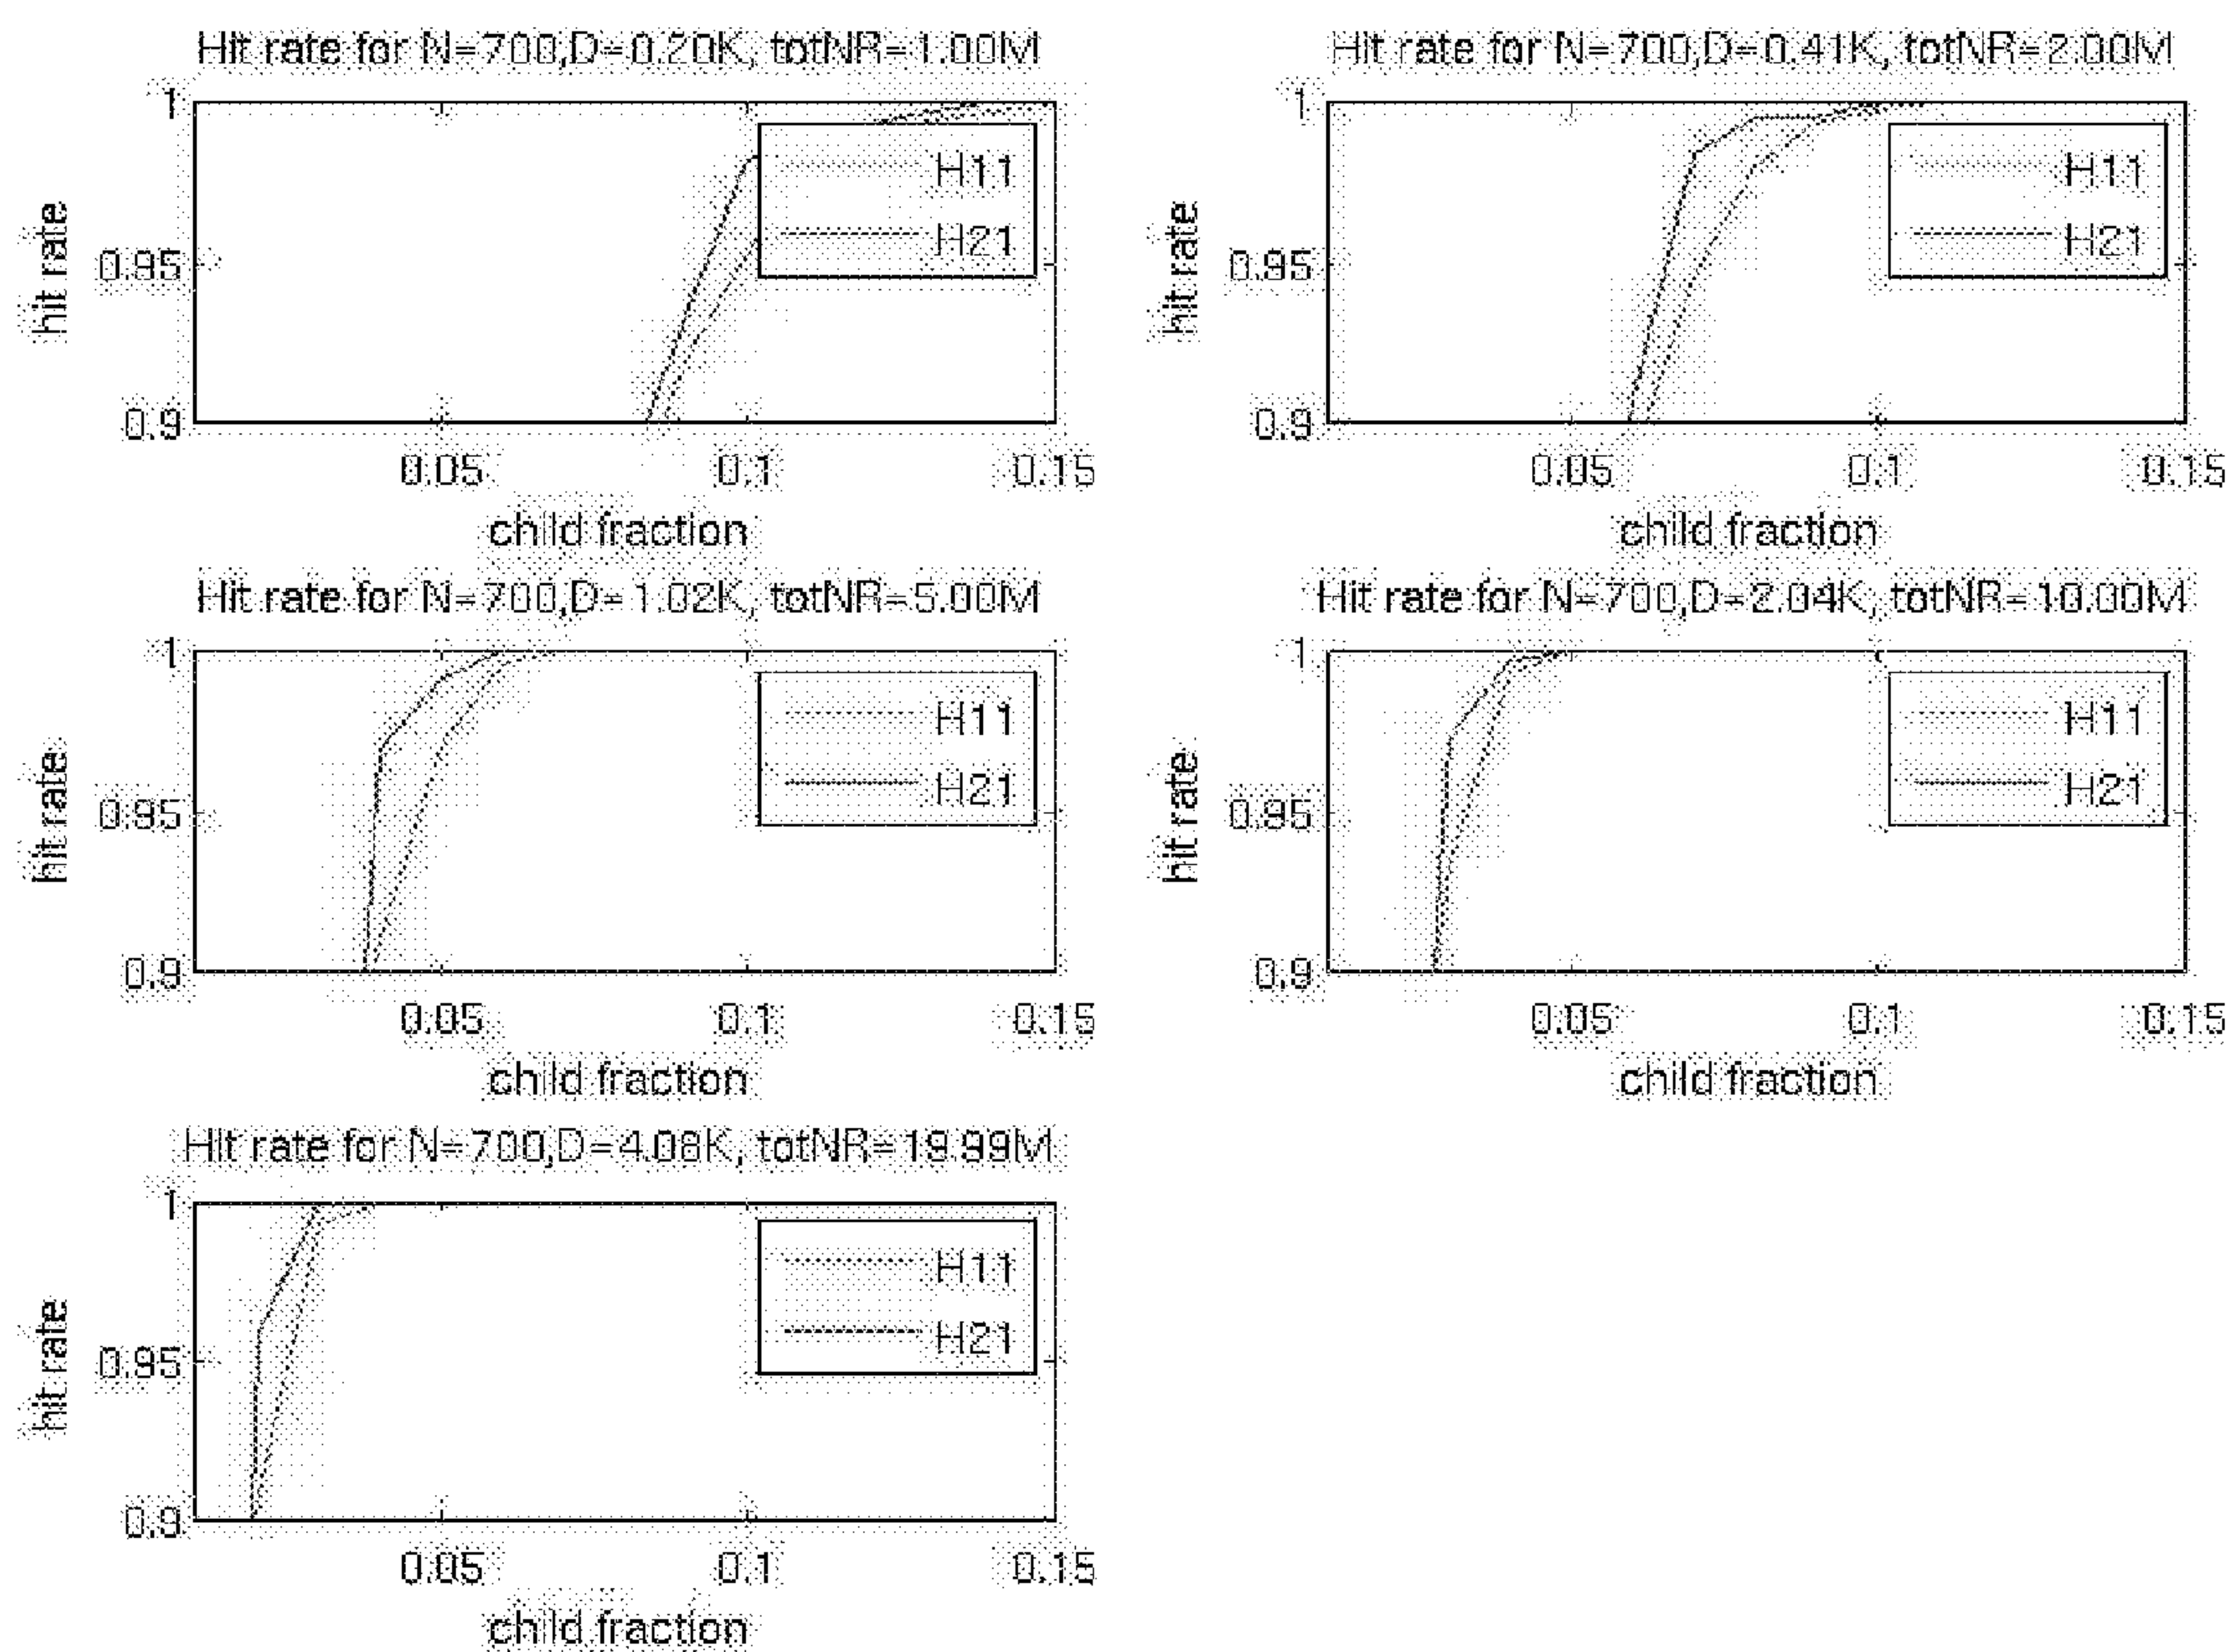 Hit rate for N=700,D=0.20K, totNR=1.00M
1
0.95
0.9
hit rate
H11
H21
0.05
0.1
0.15
child fraction
Hit rate for N=700,D=0.41K, totNR=2.00M
1
0.95
0.9
hit rate
H11
H21
0.05
0.1
0.15
child fraction
Hit rate for N=700,D=1.02K, totNR=5.00M
1
0.95
0.9
hit rate
H11
H21
0.05
0.1
0.15
child fraction
Hit rate for N=700,D=2.04K, totNR=10.00M
1
0.95
0.9
hit rate
H11
H21
0.05
0.1
0.15
child fraction
Hit rate for N=700,D=4.08K, totNR=19.99M
1
0.95
0.9
hit rate
H11
H21
0.05
0.1
0.15
child fraction